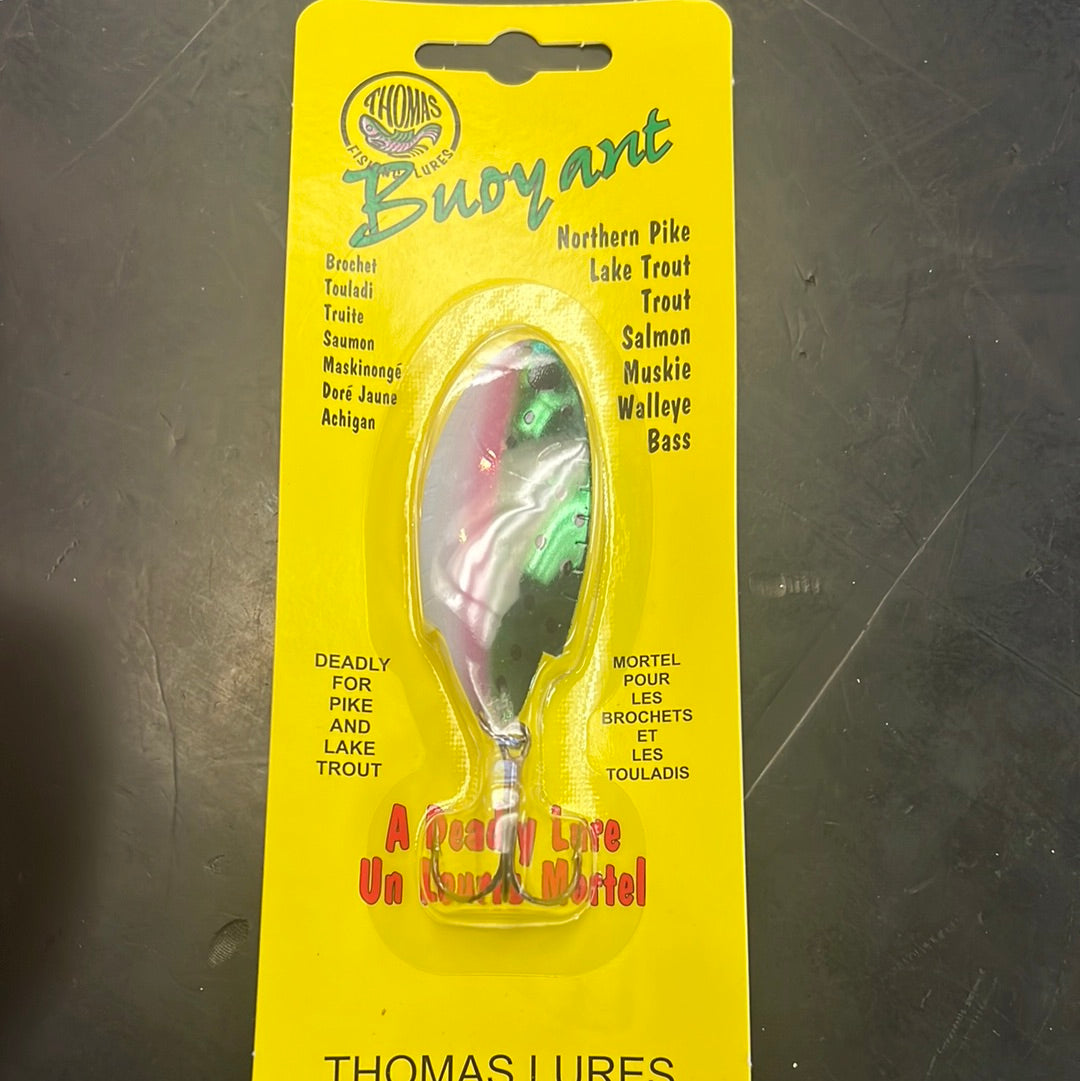 THOMAS
FISHING LURES
Buoyant
Brochet
Touladi
Truite
Saumon
Maskinongé
Doré Jaune
Achigan
Northern Pike
Lake Trout
Trout
Salmon
Muskie
Walleye
Bass
DEADLY
FOR
PIKE
AND
LAKE
TROUT
MORTEL
POUR
LES
BROCHETS
ET
LES
TOULADIS
A Deadly Lure
Un Mortel
THOMAS LURES